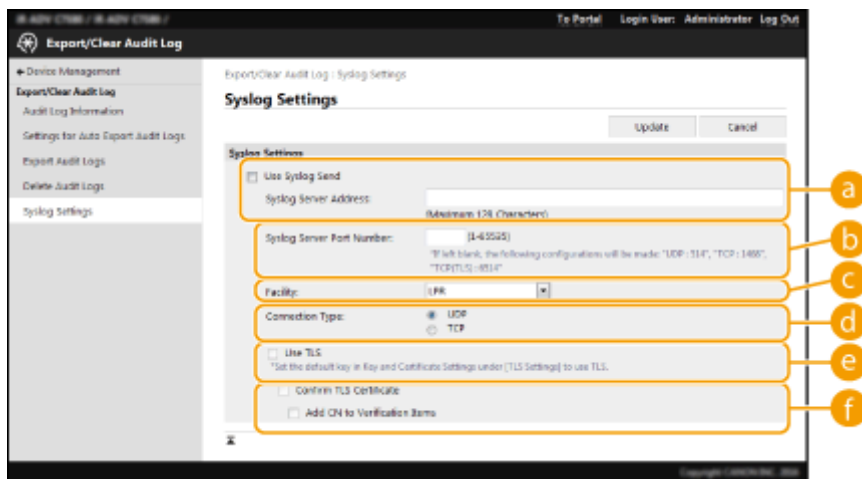 To Portal Login User: Administrator Log Out
Export/Clear Audit Log
Device Management
Export/Clear Audit Log
Audit Log Information
Settings for Auto Export Audit Logs
Export Audit Logs
Delete Audit Logs
Syslog Settings
Export/Clear Audit Log : Syslog Settings
Syslog Settings
Update Cancel
Syslog Settings
Use Syslog Send
Syslog Server Address:
(Maximum 128 Characters)
a
Syslog Server Port Number: (1-65535)
*If left blank, the following configurations will be made: "UDP : 514", "TCP : 1468",
"TCP(TLS) : 6514"
b
Facility: LPR
c
Connection Type: UDP
TCP
d
Use TLS
*Set the default key in Key and Certificate Settings under [TLS Settings] to use TLS.
e
Confirm TLS Certificate
Add CN to Verification Items
f
Copyright CANON INC.